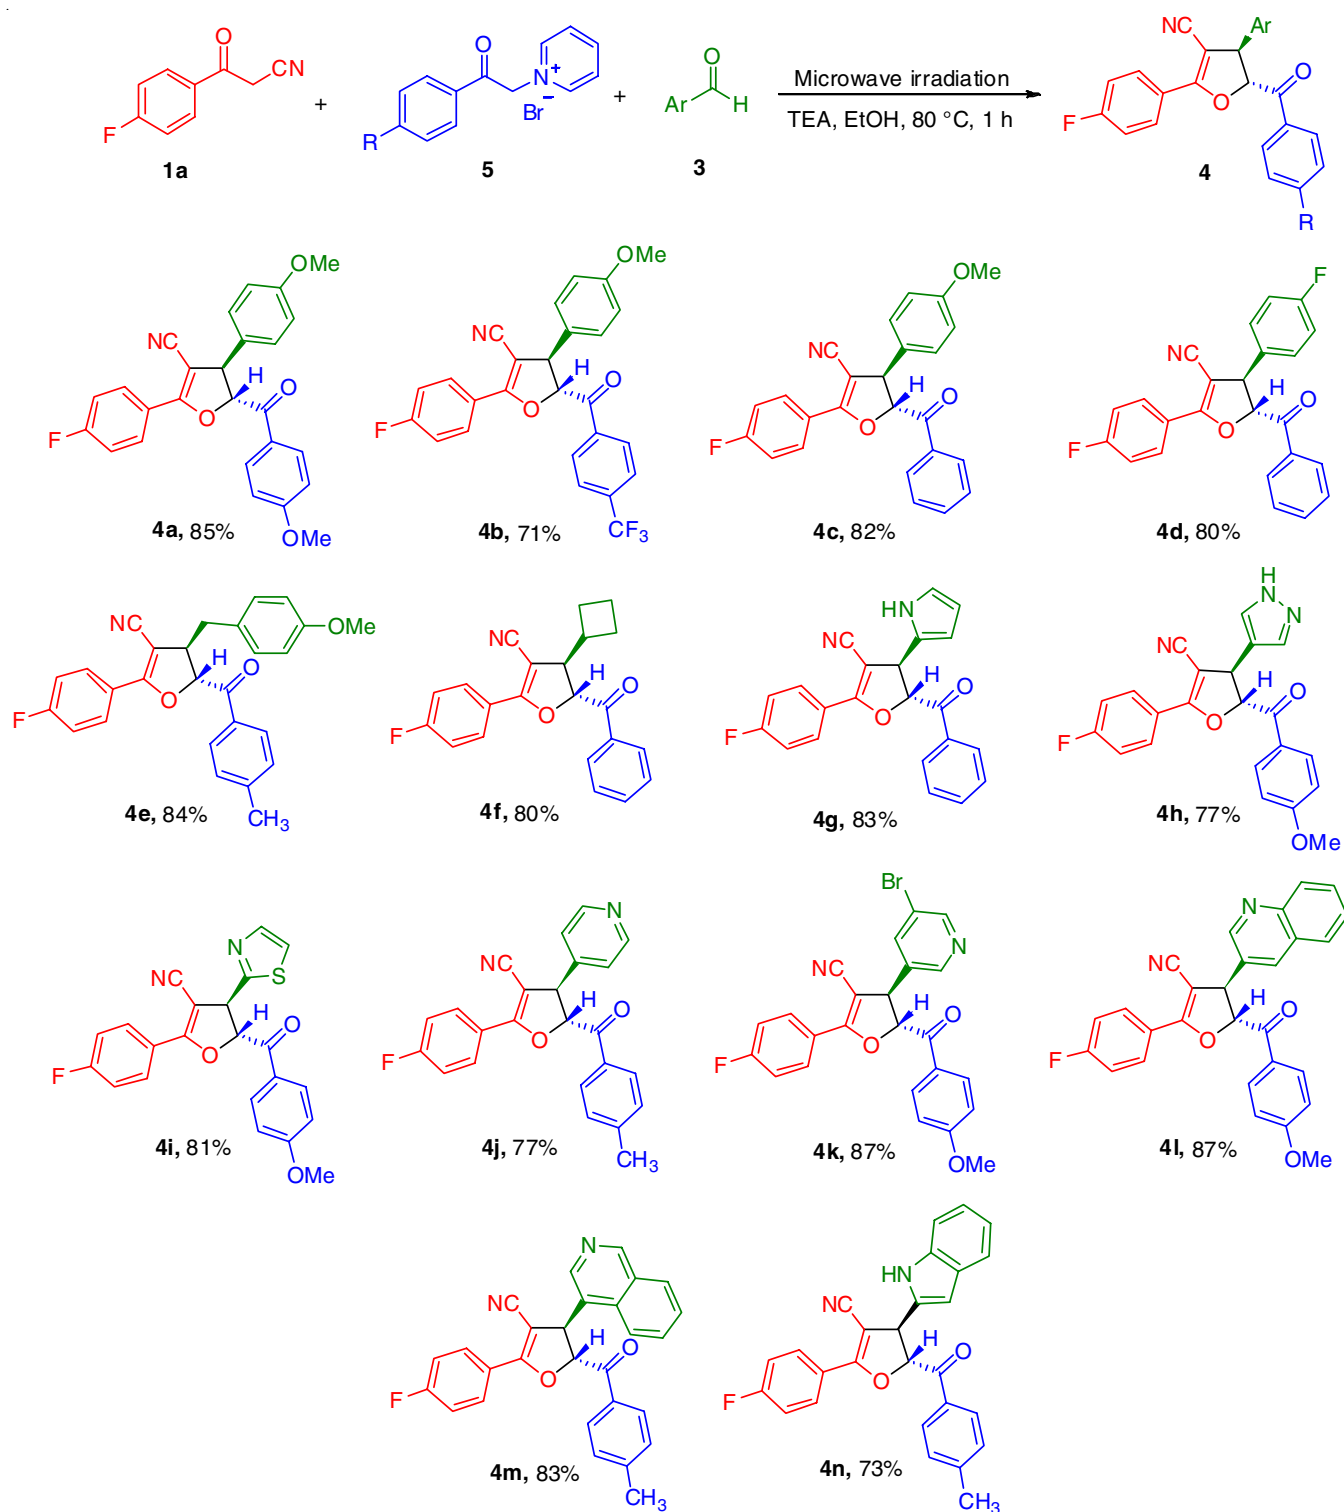 O
CN
F
1a
+
O
N+
Br−
R
5
+
O
Ar
H
3
Microwave irradiation
TEA, EtOH, 80 °C, 1 h
NC
Ar
O
O
F
R
4
OMe
NC
H
O
O
F
OMe
4a, 85%
OMe
NC
H
O
O
F
CF3
4b, 71%
OMe
NC
H
O
O
F
4c, 82%
F
NC
H
O
O
F
4d, 80%
NC
OMe
H
O
O
F
CH3
4e, 84%
NC
H
O
O
F
4f, 80%
HN
NC
H
O
O
F
4g, 83%
H
N
N
NC
H
O
O
F
OMe
4h, 77%
N
S
NC
H
O
O
F
OMe
4i, 81%
N
NC
H
O
O
F
CH3
4j, 77%
Br
N
NC
H
O
O
F
OMe
4k, 87%
N
NC
H
O
O
F
OMe
4l, 87%
N
NC
H
O
O
F
CH3
4m, 83%
HN
NC
H
O
O
F
CH3
4n, 73%